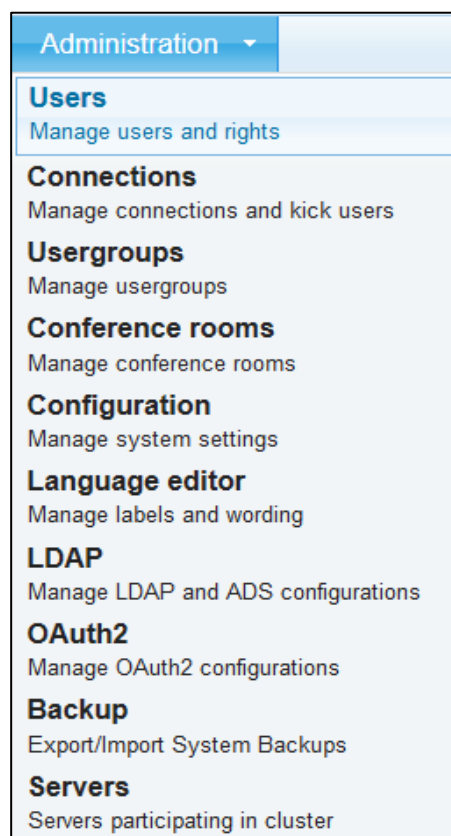 Administration
Users
Manage users and rights
Connections
Manage connections and kick users
Usergroups
Manage usergroups
Conference rooms
Manage conference rooms
Configuration
Manage system settings
Language editor
Manage labels and wording
LDAP
Manage LDAP and ADS configurations
OAuth2
Manage OAuth2 configurations
Backup
Export/Import System Backups
Servers
Servers participating in cluster